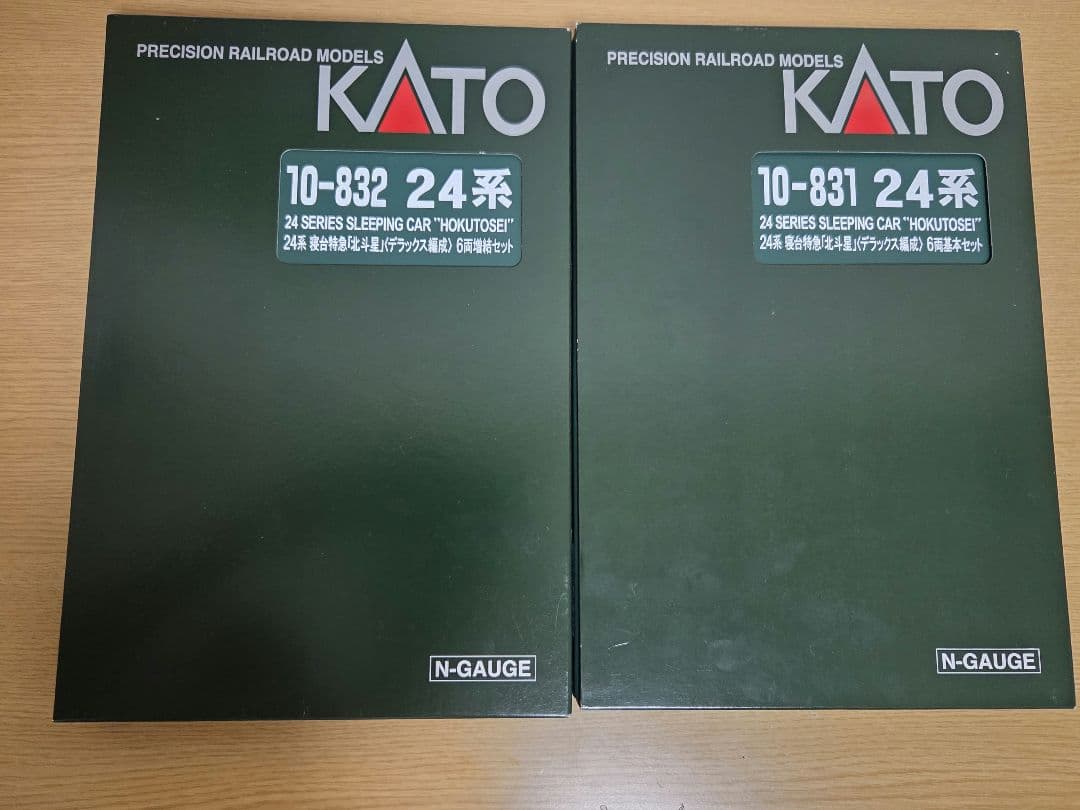 PRECISION RAILROAD MODELS
KATO
10-832 24系
24 SERIES SLEEPING CAR "HOKUTOSEI"
24系 寝台特急「北斗星」〈デラックス編成〉 6両増結セット
N-GAUGE
PRECISION RAILROAD MODELS
KATO
10-831 24系
24 SERIES SLEEPING CAR "HOKUTOSEI"
24系 寝台特急「北斗星」〈デラックス編成〉 6両基本セット
N-GAUGE